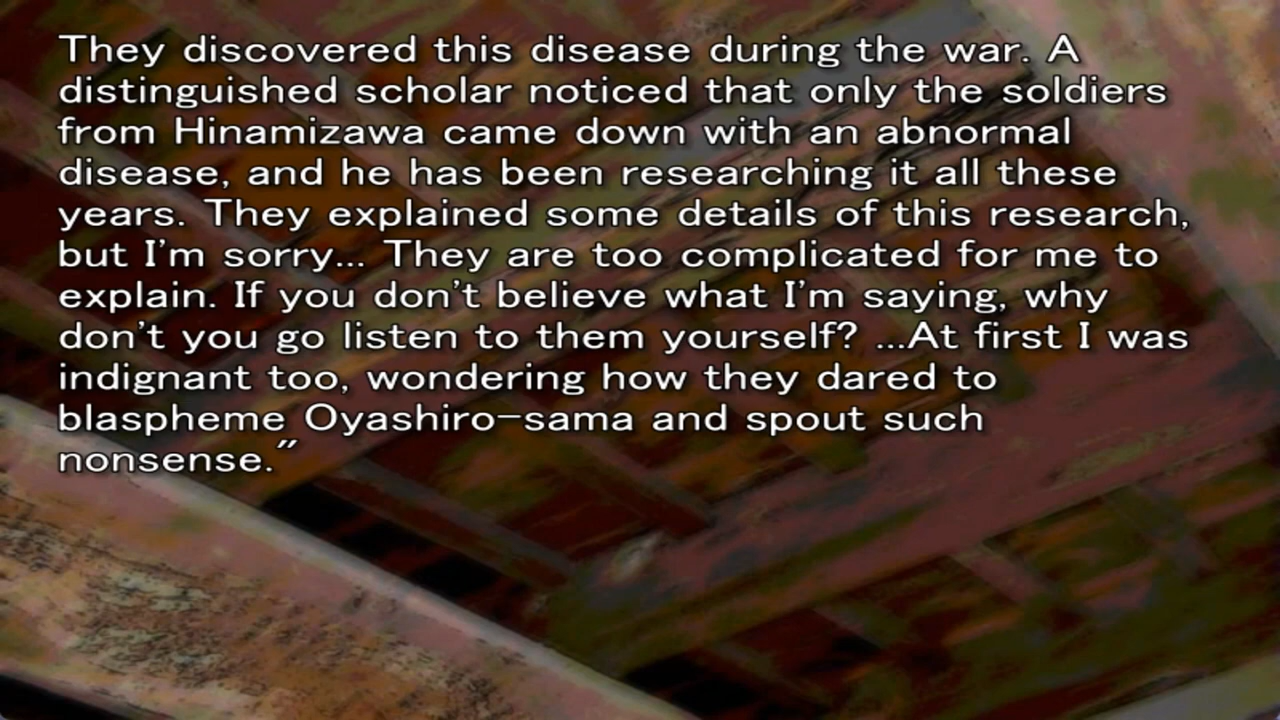 They discovered this disease during the war. A
distinguished scholar noticed that only the soldiers
from Hinamizawa came down with an abnormal
disease, and he has been researching it all these
years. They explained some details of this research,
but I'm sorry... They are too complicated for me to
explain. If you don't believe what I'm saying, why
don't you go listen to them yourself? ...At first I was
indignant too, wondering how they dared to
blaspheme Oyashiro-sama and spout such
nonsense."